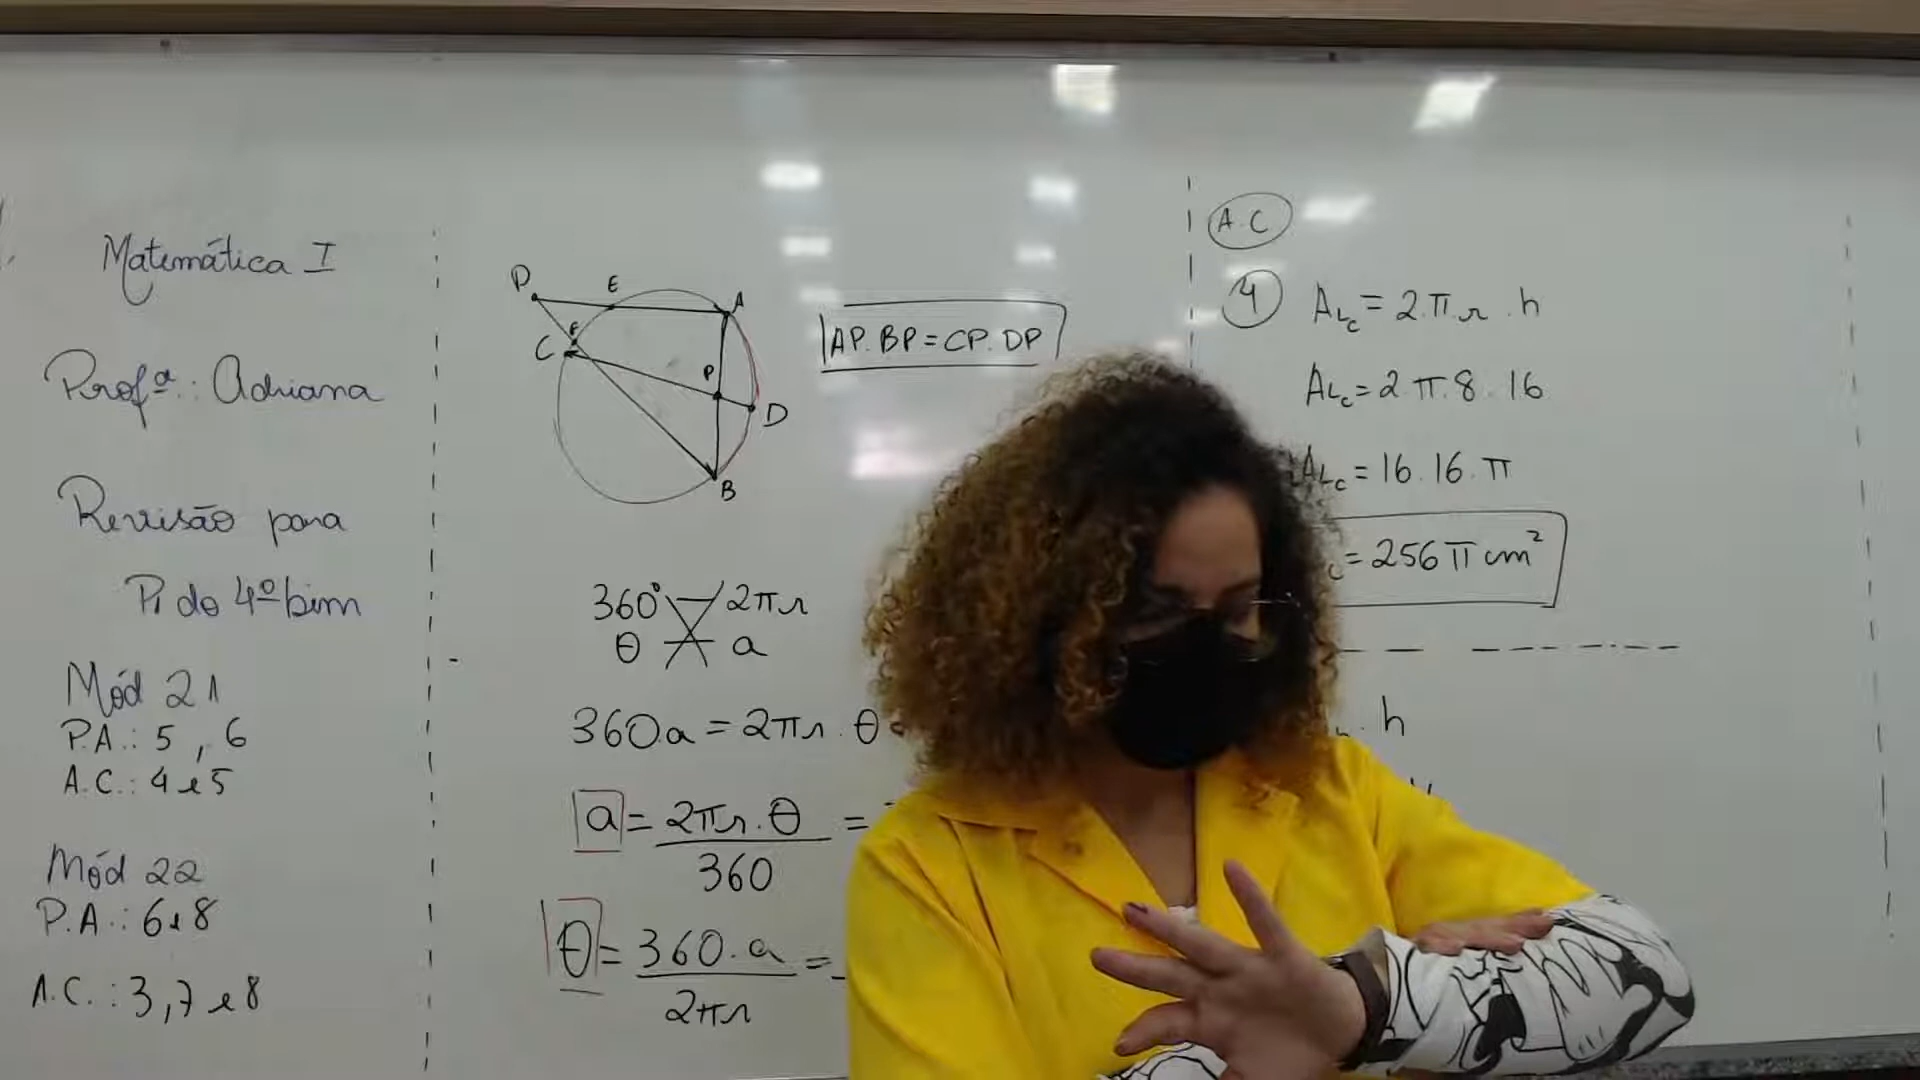 Matemática I
Profª.: Adriana
Revisão para
P1 do 4º bim
Mód 21
P.A.: 5, 6
A.C.: 4 e 5
Mód 22
P.A.: 6 e 8
A.C.: 3, 7 e 8
P
E
A
F
C
P
D
B
AP.BP=CP.DP
360° 2πr
θ a
360.a = 2πr.θ
a = 2πr.θ =
360
θ = 360.a =
2πr
A.C
4 ALc = 2.π.r.h
ALc = 2.π.8.16
ALc = 16.16.π
c = 256π cm²
. h